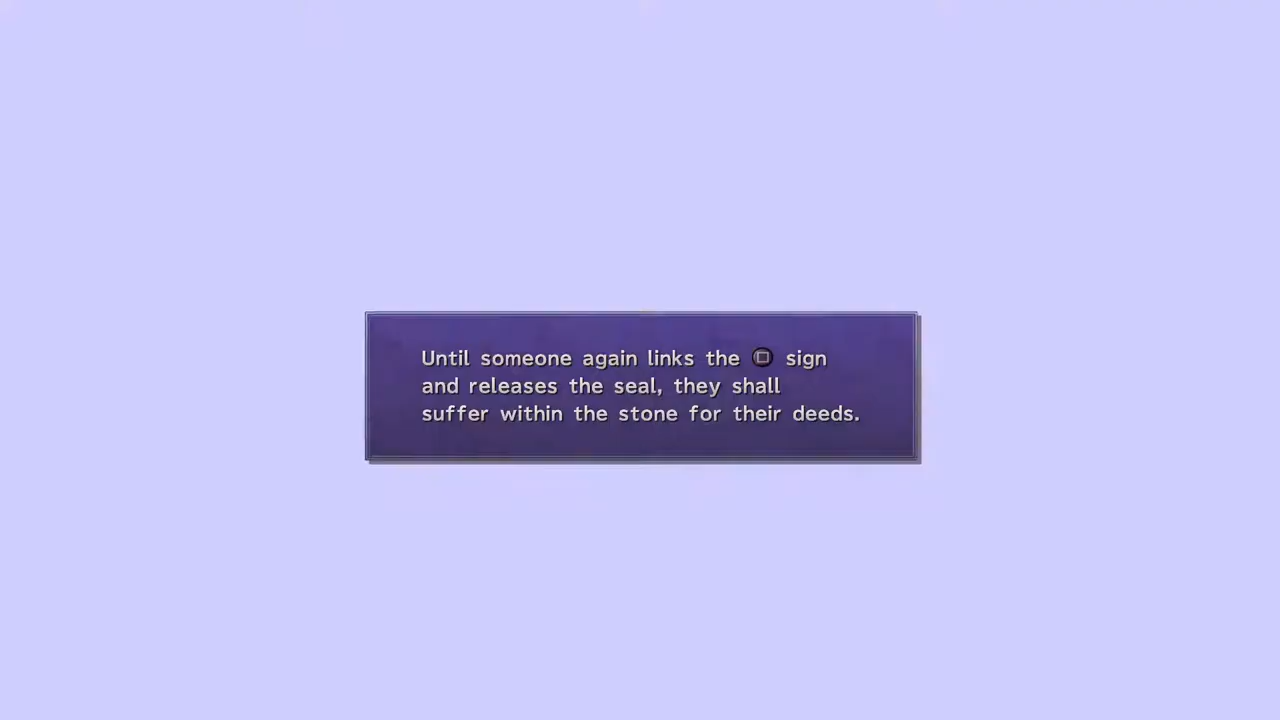 Until someone again links the □ sign
and releases the seal, they shall
suffer within the stone for their deeds.